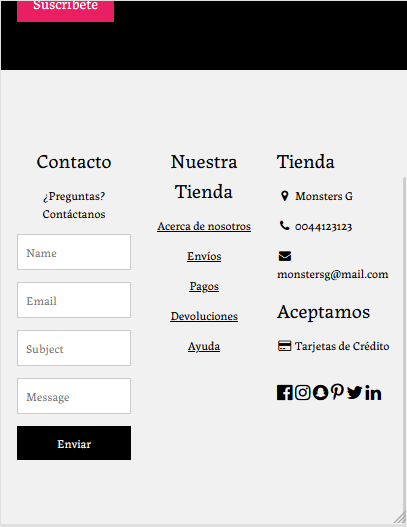 Suscríbete
Contacto
¿Preguntas?
Contáctanos
Name
Email
Subject
Message
Enviar
Nuestra
Tienda
Acerca de nosotros
Envíos
Pagos
Devoluciones
Ayuda
Tienda
Monsters G
0044123123
monstersg@mail.com
Aceptamos
Tarjetas de Crédito